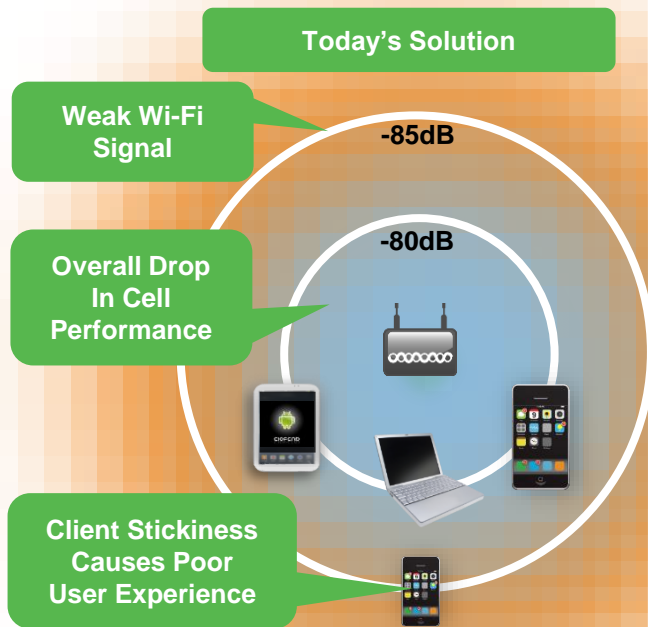 Today's Solution
Weak Wi-Fi
Signal
-85dB
-80dB
Overall Drop
In Cell
Performance
Client Stickiness
Causes Poor
User Experience